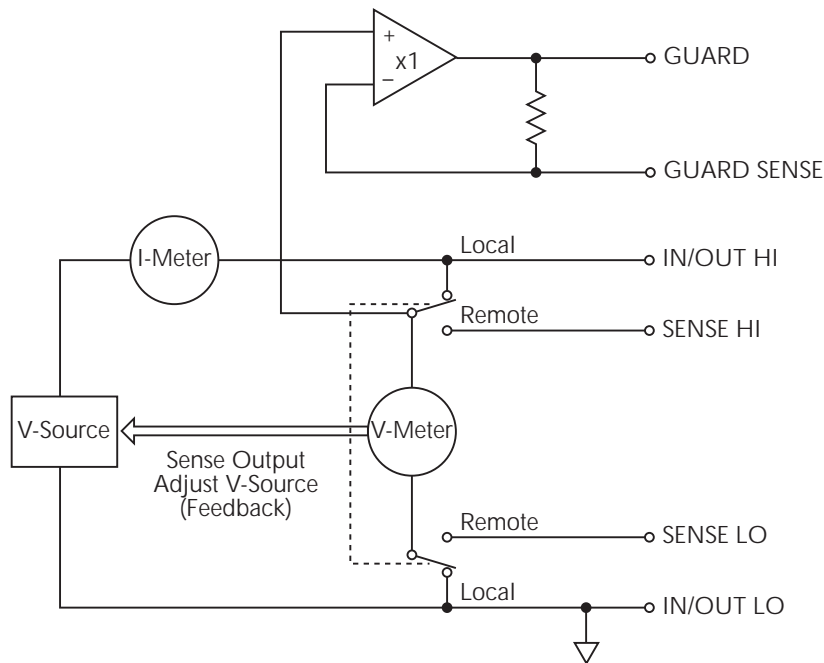 +
x1
–
GUARD
GUARD SENSE
I-Meter
Local
IN/OUT HI
Remote
SENSE HI
V-Source
V-Meter
Sense Output
Adjust V-Source
(Feedback)
Remote
SENSE LO
Local
IN/OUT LO